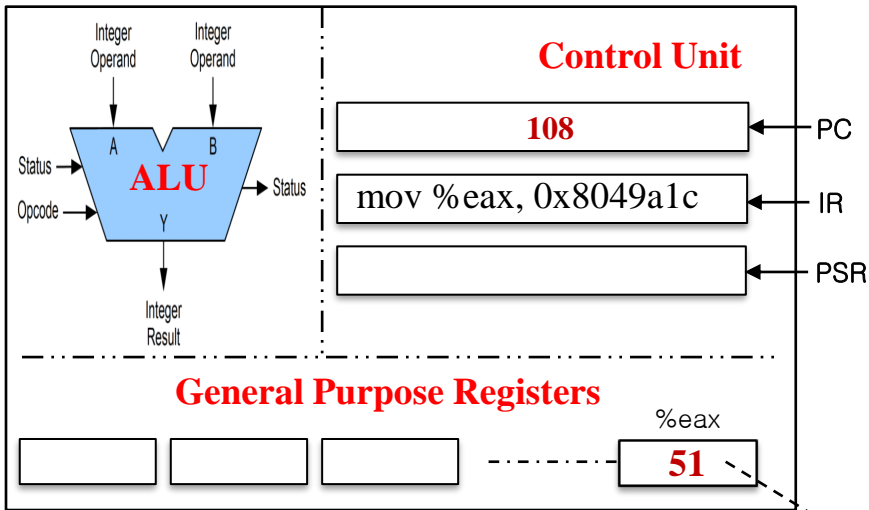 Integer
Operand
Integer
Operand
A
B
ALU
Status
Status
Opcode
Y
Integer
Result
Control Unit
108
PC
mov %eax, 0x8049a1c
IR
PSR
General Purpose Registers
%eax
51